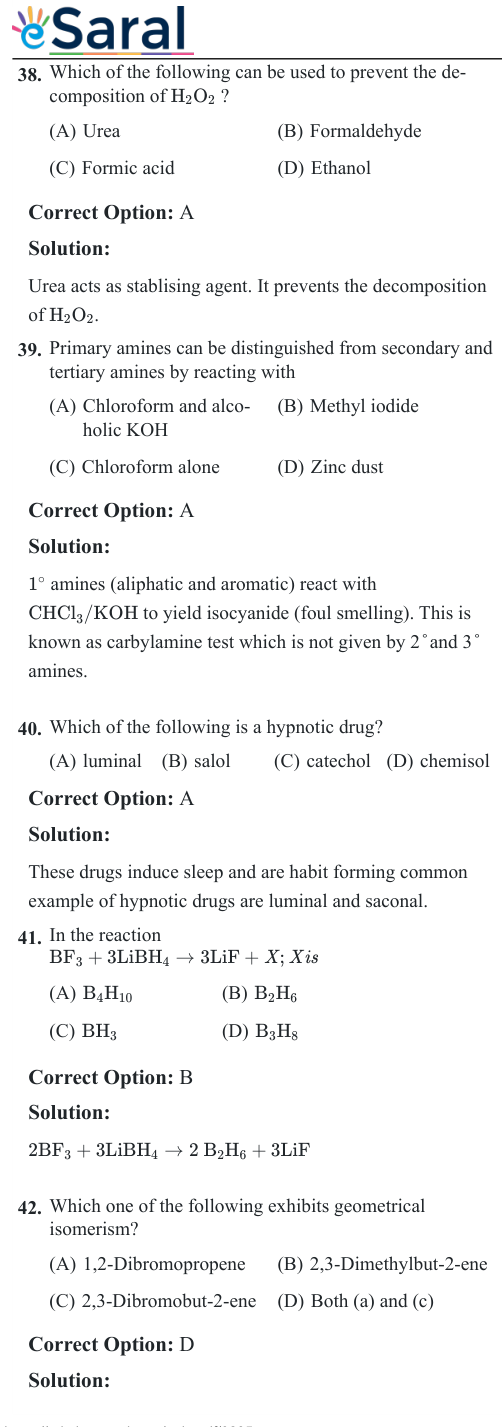 eSaral
38. Which of the following can be used to prevent the de-
composition of H₂O₂ ?
(A) Urea (B) Formaldehyde
(C) Formic acid (D) Ethanol
Correct Option: A
Solution:
Urea acts as stablising agent. It prevents the decomposition
of H₂O₂.
39. Primary amines can be distinguished from secondary and
tertiary amines by reacting with
(A) Chloroform and alco- (B) Methyl iodide
holic KOH
(C) Chloroform alone (D) Zinc dust
Correct Option: A
Solution:
1° amines (aliphatic and aromatic) react with
CHCl₃/KOH to yield isocyanide (foul smelling). This is
known as carbylamine test which is not given by 2˚and 3˚
amines.
40. Which of the following is a hypnotic drug?
(A) luminal (B) salol (C) catechol (D) chemisol
Correct Option: A
Solution:
These drugs induce sleep and are habit forming common
example of hypnotic drugs are luminal and saconal.
41. In the reaction
BF₃ + 3LiBH₄ → 3LiF + X; Xis
(A) B₄H₁₀ (B) B₂H₆
(C) BH₃ (D) B₃H₈
Correct Option: B
Solution:
2BF₃ + 3LiBH₄ → 2 B₂H₆ + 3LiF
42. Which one of the following exhibits geometrical
isomerism?
(A) 1,2-Dibromopropene (B) 2,3-Dimethylbut-2-ene
(C) 2,3-Dibromobut-2-ene (D) Both (a) and (c)
Correct Option: D
Solution: